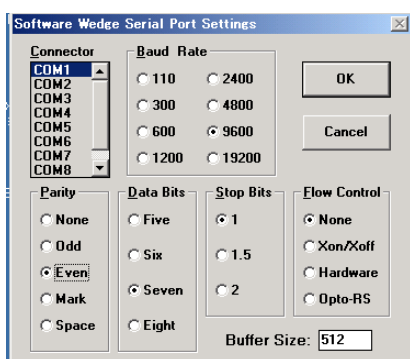 Software Wedge Serial Port Settings
Connector
COM1
COM2
COM3
COM4
COM5
COM6
COM7
COM8
Baud Rate
110 2400
300 4800
600 9600
1200 19200
OK
Cancel
Parity
None
Odd
Even
Mark
Space
Data Bits
Five
Six
Seven
Eight
Stop Bits
1
1.5
2
Flow Control
None
Xon/Xoff
Hardware
Opto-RS
Buffer Size: 512